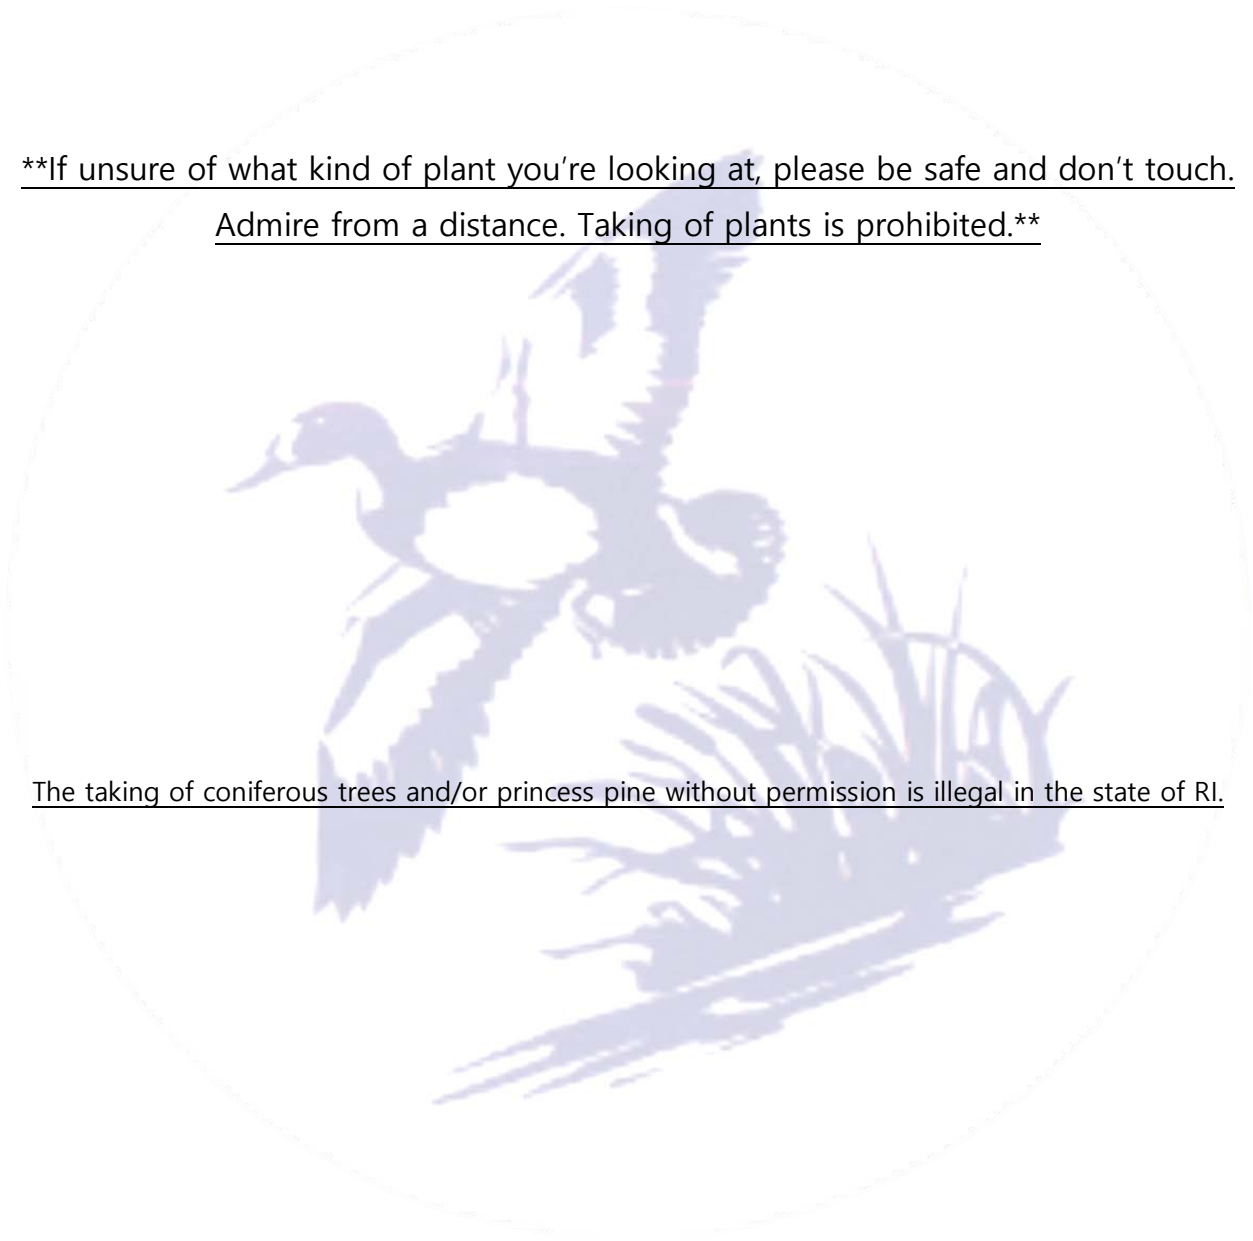 **If unsure of what kind of plant you’re looking at, please be safe and don’t touch.
Admire from a distance. Taking of plants is prohibited.**
The taking of coniferous trees and/or princess pine without permission is illegal in the state of RI.